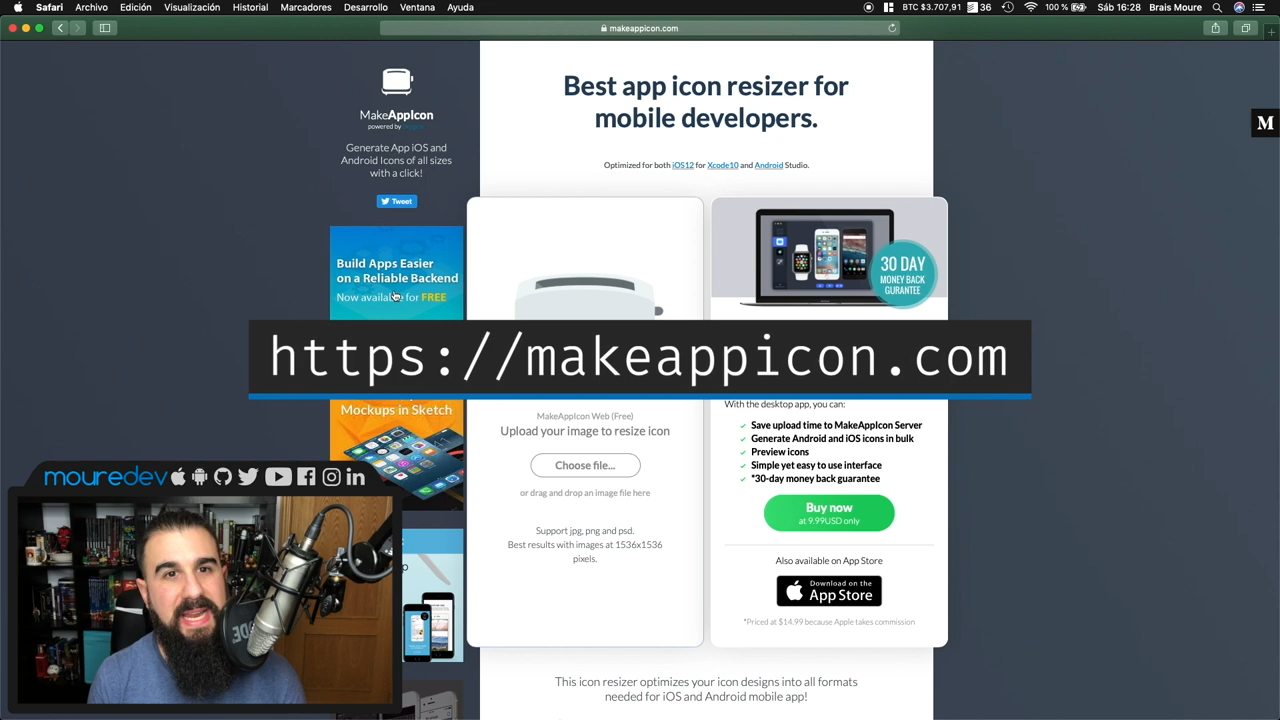 Safari Archivo Edición Visualización Historial Marcadores Desarrollo Ventana Ayuda
BTC $3.707,91 36 100 % Sáb 16:28 Brais Moure
makeappicon.com
MakeAppIcon
powered by
Generate App iOS and
Android Icons of all sizes
with a click!
Tweet
Build Apps Easier
on a Reliable Backend
Now available for FREE
Mockups in Sketch
Best app icon resizer for
mobile developers.
Optimized for both iOS12 for Xcode10 and Android Studio.
30 DAY
MONEY BACK
GURANTEE
M
https://makeappicon.com
MakeAppIcon Web (Free)
Upload your image to resize icon
Choose file...
or drag and drop an image file here
Support jpg, png and psd.
Best results with images at 1536x1536
pixels.
With the desktop app, you can:
Save upload time to MakeAppIcon Server
Generate Android and iOS icons in bulk
Preview icons
Simple yet easy to use interface
*30-day money back guarantee
Buy now
at 9.99USD only
Also available on App Store
Download on the
App Store
*Priced at $14.99 because Apple takes commission
This icon resizer optimizes your icon designs into all formats
needed for iOS and Android mobile app!
mouredev